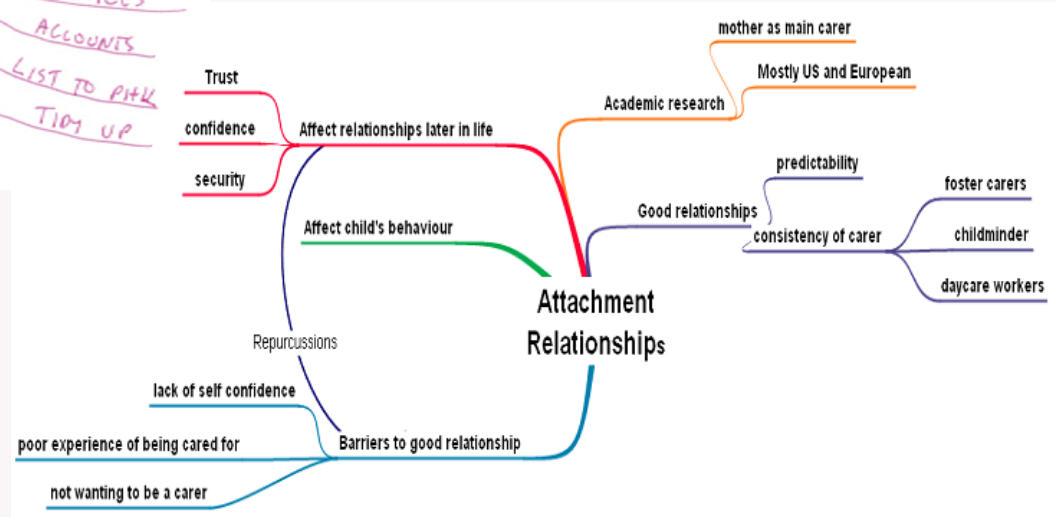 ACCOUNTS
LIST TO
TIDY UP
mother as main carer
Mostly US and European
Academic research
Trust
confidence
security
Affect relationships later in life
Affect child's behaviour
predictability
Good relationships
consistency of carer
foster carers
childminder
daycare workers
Attachment
Relationships
Repurcussions
lack of self confidence
poor experience of being cared for
not wanting to be a carer
Barriers to good relationship